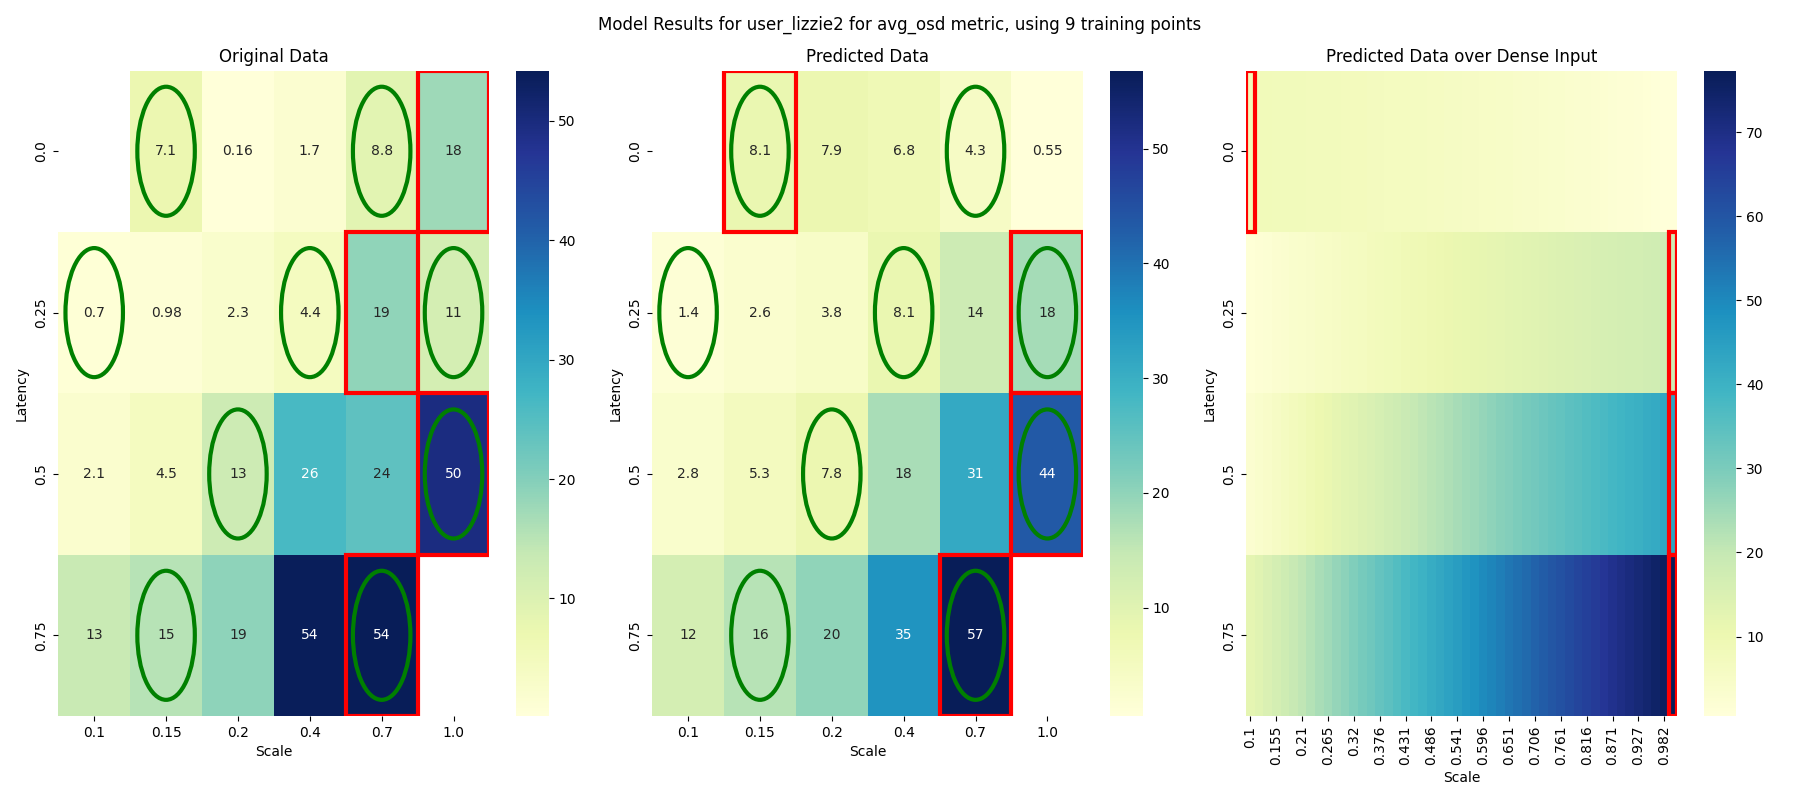 Model Results for user_lizzie2 for avg_osd metric, using 9 training points
Original Data
Latency
0.0
0.25
0.5
0.75
7.1 0.16 1.7 8.8 18
0.7 0.98 2.3 4.4 19 11
2.1 4.5 13 26 24 50
13 15 19 54 54
0.1 0.15 0.2 0.4 0.7 1.0
Scale
50
40
30
20
10
Predicted Data
Latency
0.0
0.25
0.5
0.75
8.1 7.9 6.8 4.3 0.55
1.4 2.6 3.8 8.1 14 18
2.8 5.3 7.8 18 31 44
12 16 20 35 57
0.1 0.15 0.2 0.4 0.7 1.0
Scale
50
40
30
20
10
Predicted Data over Dense Input
Latency
0.0
0.25
0.5
0.75
0.1 0.155 0.21 0.265 0.32 0.376 0.431 0.486 0.541 0.596 0.651 0.706 0.761 0.816 0.871 0.927 0.982
Scale
70
60
50
40
30
20
10